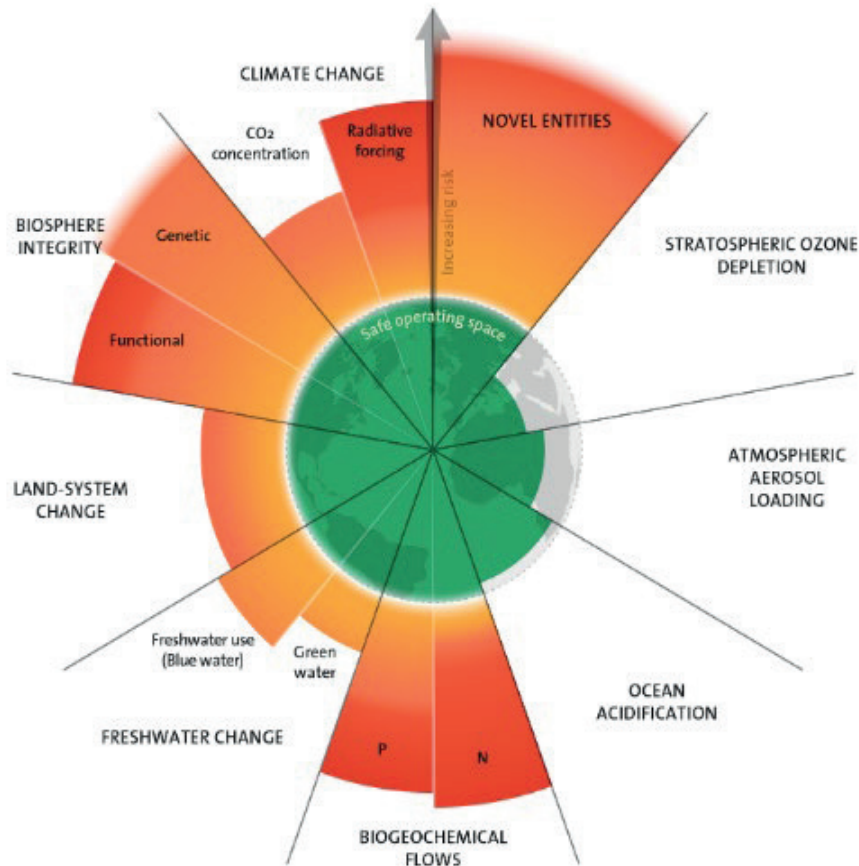 CLIMATE CHANGE
CO2
concentration
Radiative
forcing
Increasing risk
NOVEL ENTITIES
STRATOSPHERIC OZONE
DEPLETION
ATMOSPHERIC
AEROSOL
LOADING
OCEAN
ACIDIFICATION
N
P
BIOGEOCHEMICAL
FLOWS
Green
water
Freshwater use
(Blue water)
FRESHWATER CHANGE
LAND-SYSTEM
CHANGE
BIOSPHERE
INTEGRITY
Functional
Genetic
Safe operating space